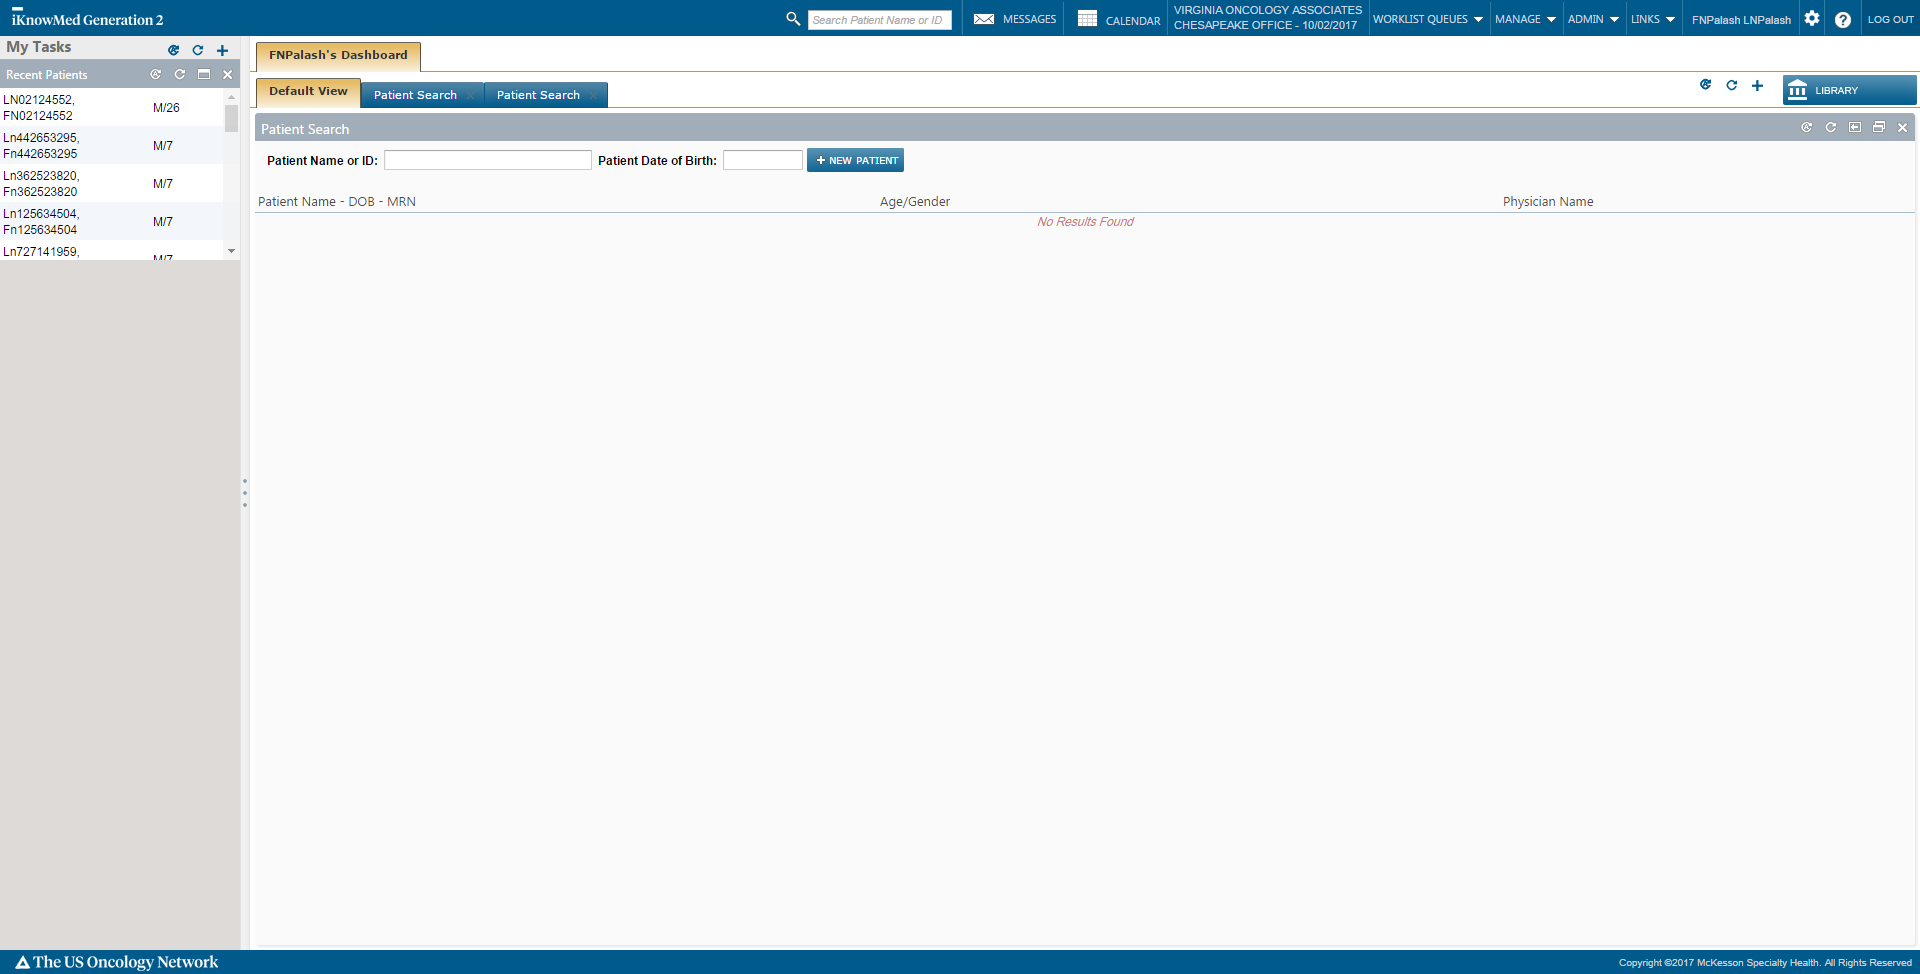 iKnowMed Generation 2
Search Patient Name or ID
MESSAGES
CALENDAR
VIRGINIA ONCOLOGY ASSOCIATES
CHESAPEAKE OFFICE - 10/02/2017
WORKLIST QUEUES
MANAGE
ADMIN
LINKS
FNPalash LNPalash
LOG OUT
My Tasks
Recent Patients
LN02124552,
FN02124552
M/26
Ln442653295,
Fn442653295
M/7
Ln362523820,
Fn362523820
M/7
Ln125634504,
Fn125634504
M/7
Ln727141959,
M/7
FNPalash's Dashboard
Default View
Patient Search
Patient Search
LIBRARY
Patient Search
Patient Name or ID:
Patient Date of Birth:
+ NEW PATIENT
Patient Name - DOB - MRN
Age/Gender
Physician Name
No Results Found
The US Oncology Network
Copyright ©2017 McKesson Specialty Health. All Rights Reserved